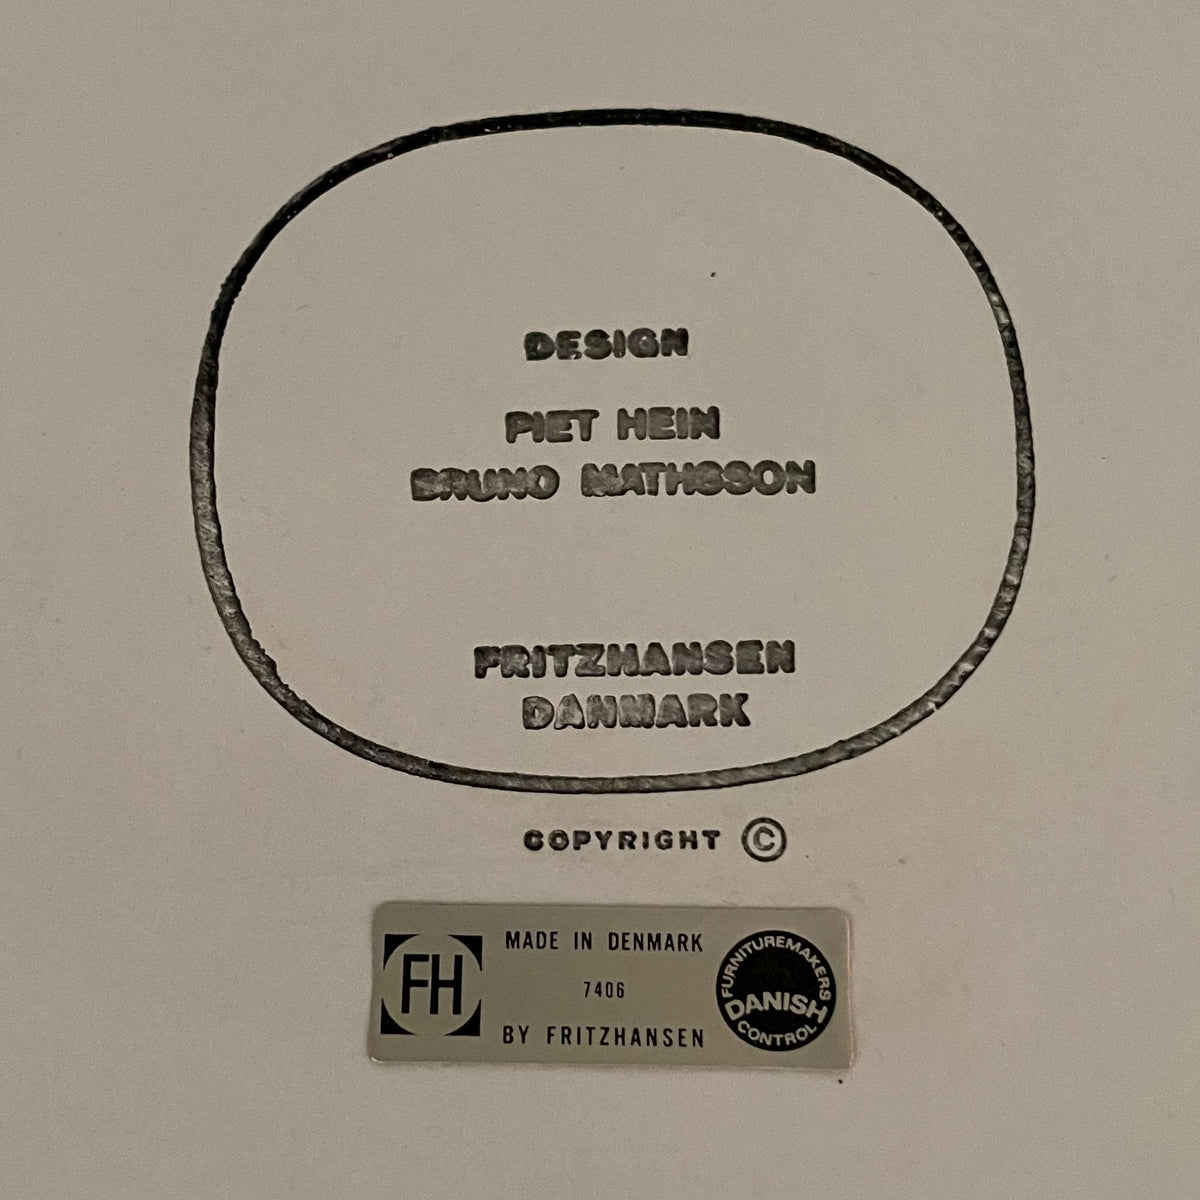 DESIGN
PIET HEIN
BRUNO MATHSSON
FRITZHANSEN
DANMARK
COPYRIGHT ©
FH
MADE IN DENMARK
7406
BY FRITZHANSEN
FURNITUREMAKERS
DANISH
CONTROL